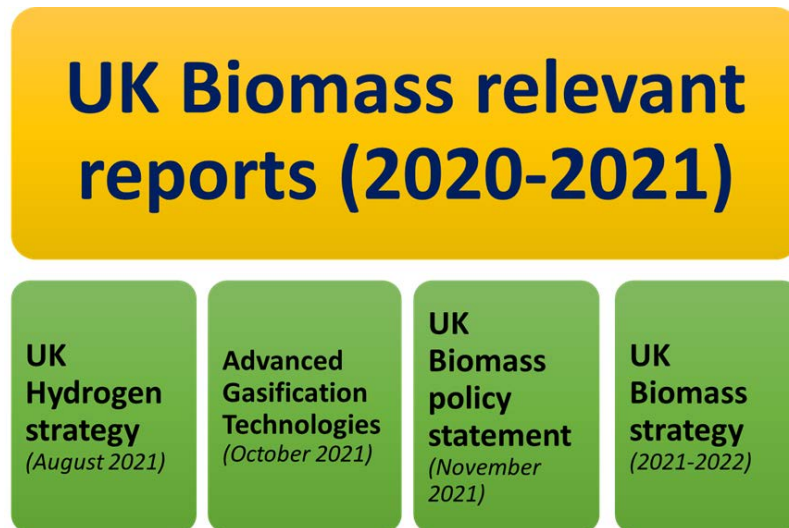 UK Biomass relevant
reports (2020-2021)
UK
Hydrogen
strategy
(August 2021)
Advanced
Gasification
Technologies
(October 2021)
UK
Biomass
policy
statement
(November
2021)
UK
Biomass
strategy
(2021-2022)